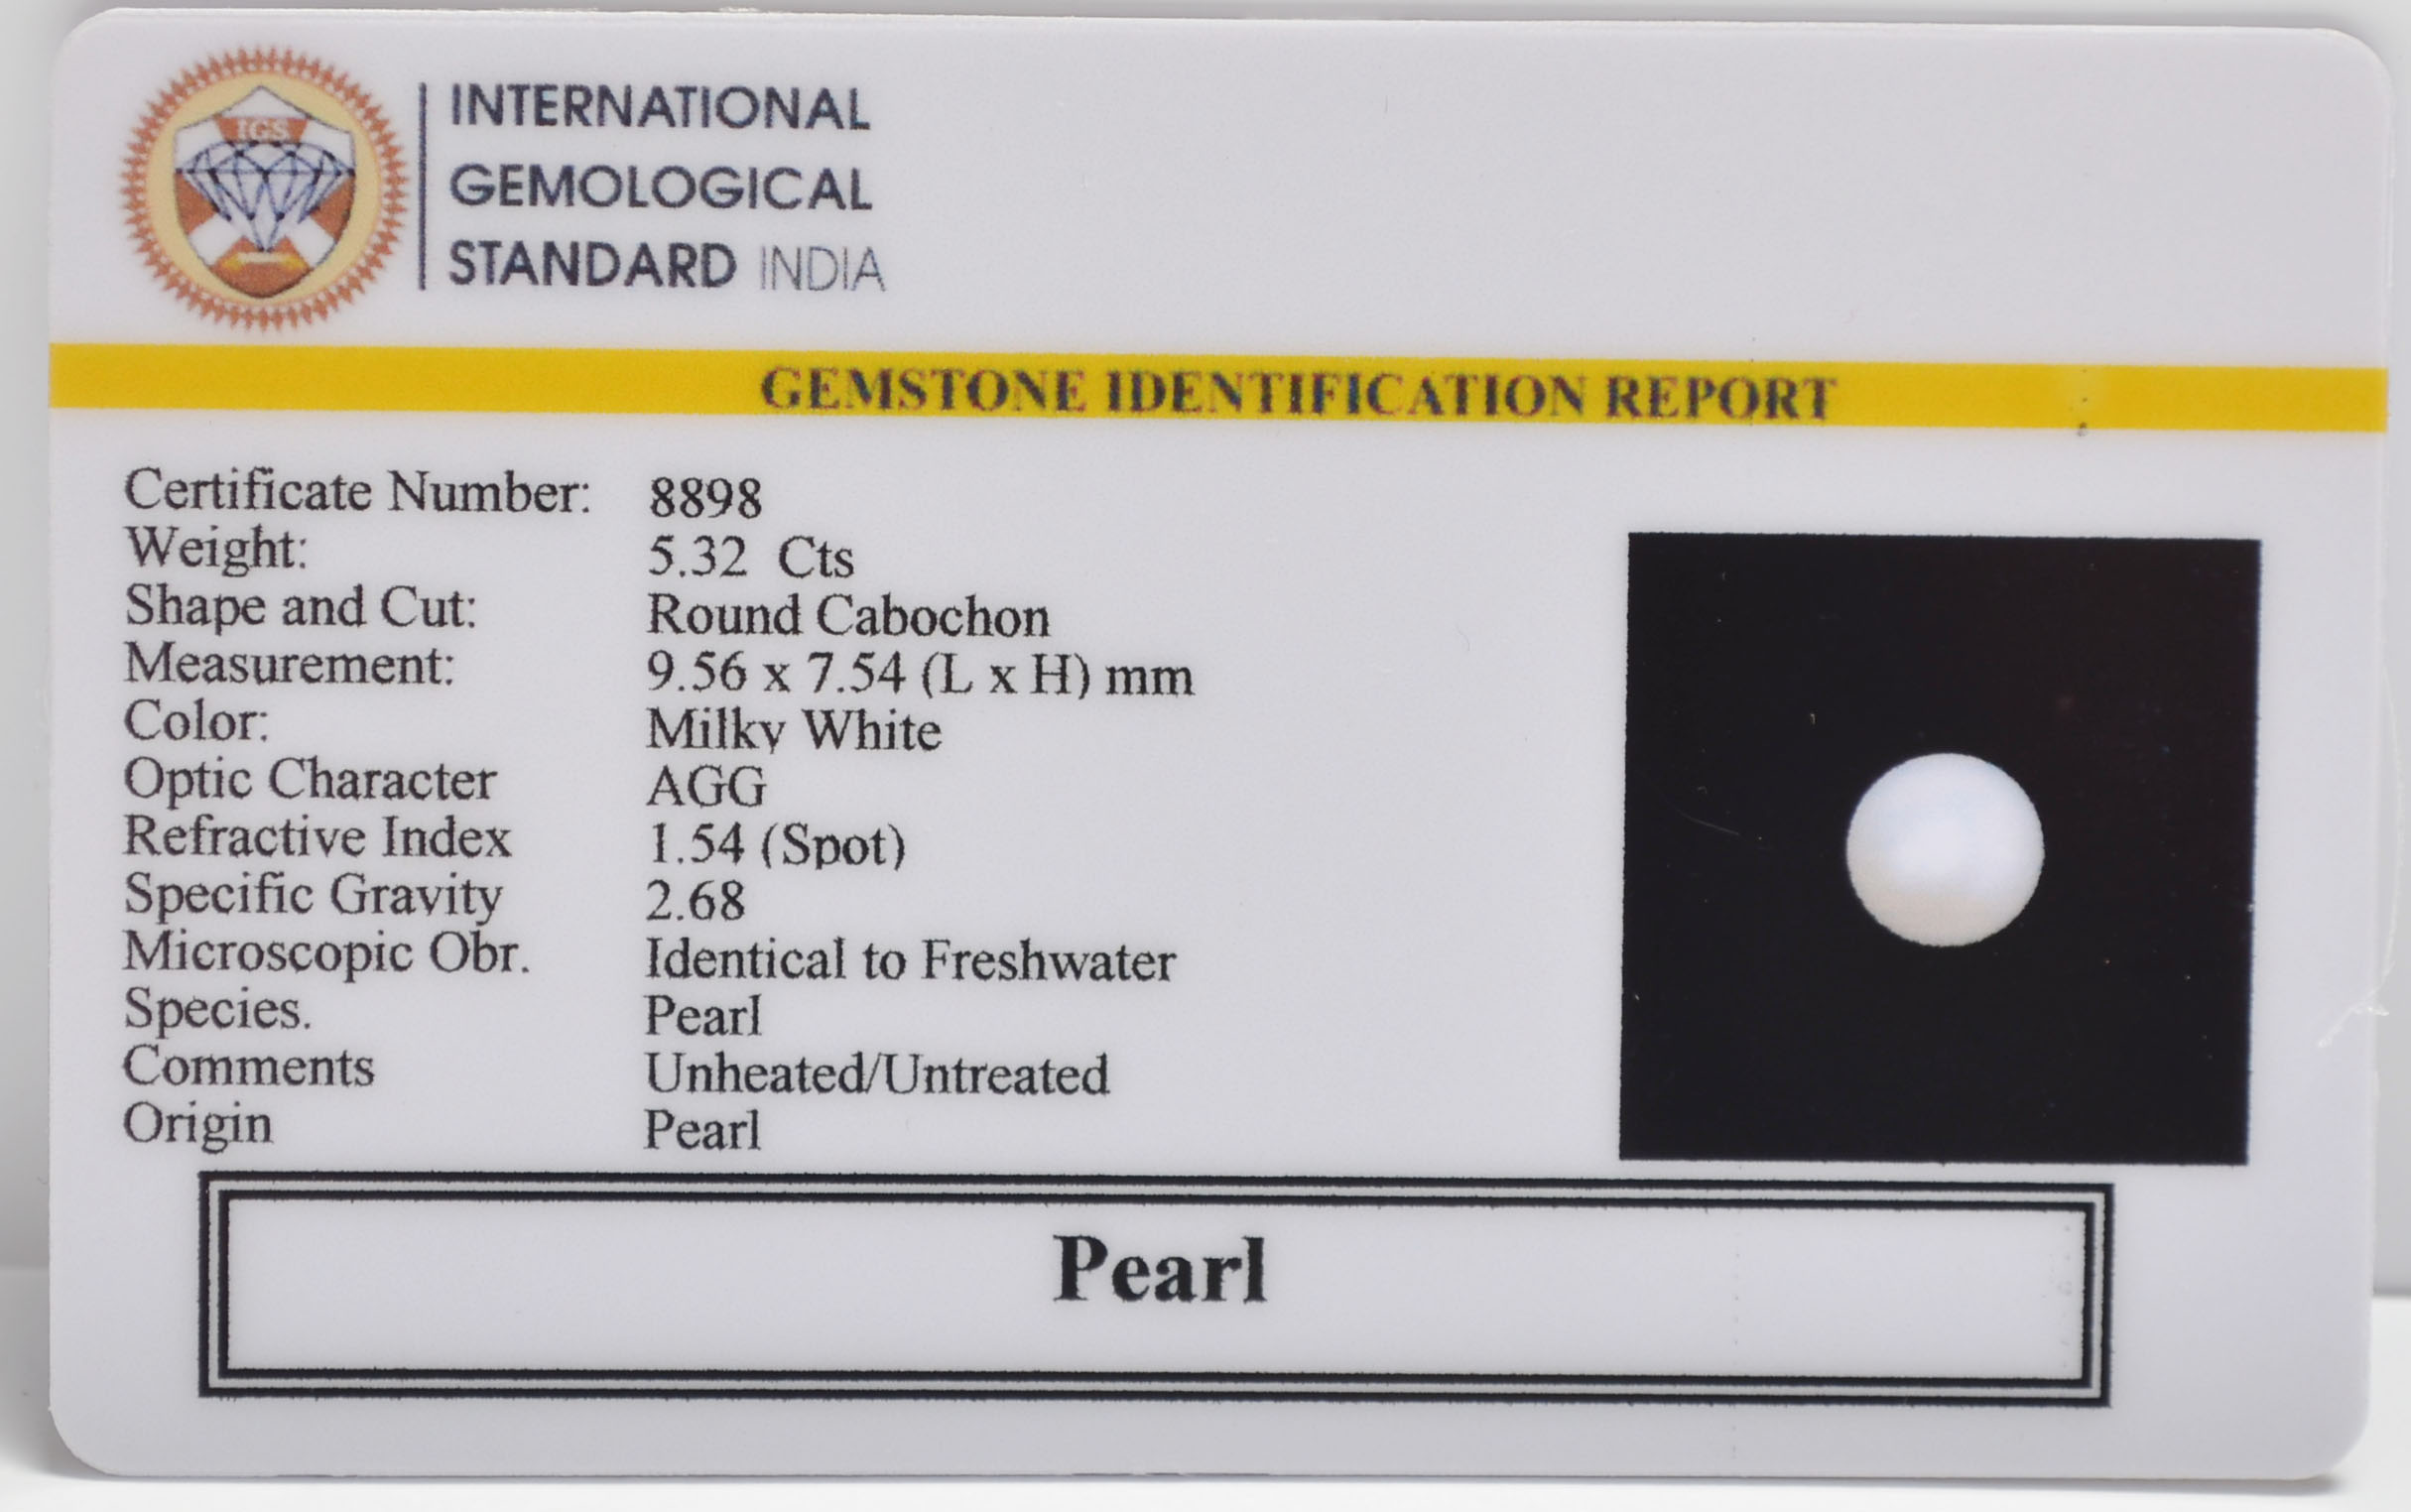 IGS
INTERNATIONAL
GEMOLOGICAL
STANDARD INDIA
GEMSTONE IDENTIFICATION REPORT
Certificate Number: 8898
Weight: 5.32 Cts
Shape and Cut: Round Cabochon
Measurement: 9.56 x 7.54 (L x H) mm
Color: Milky White
Optic Character AGG
Refractive Index 1.54 (Spot)
Specific Gravity 2.68
Microscopic Obr. Identical to Freshwater
Species. Pearl
Comments Unheated/Untreated
Origin Pearl
Pearl